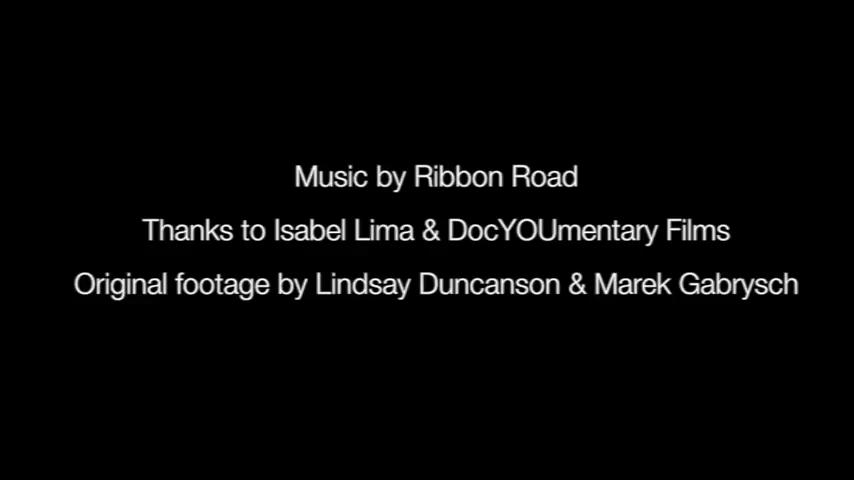 Music by Ribbon Road
Thanks to Isabel Lima & DocYOUmentary Films
Original footage by Lindsay Duncanson & Marek Gabrysch